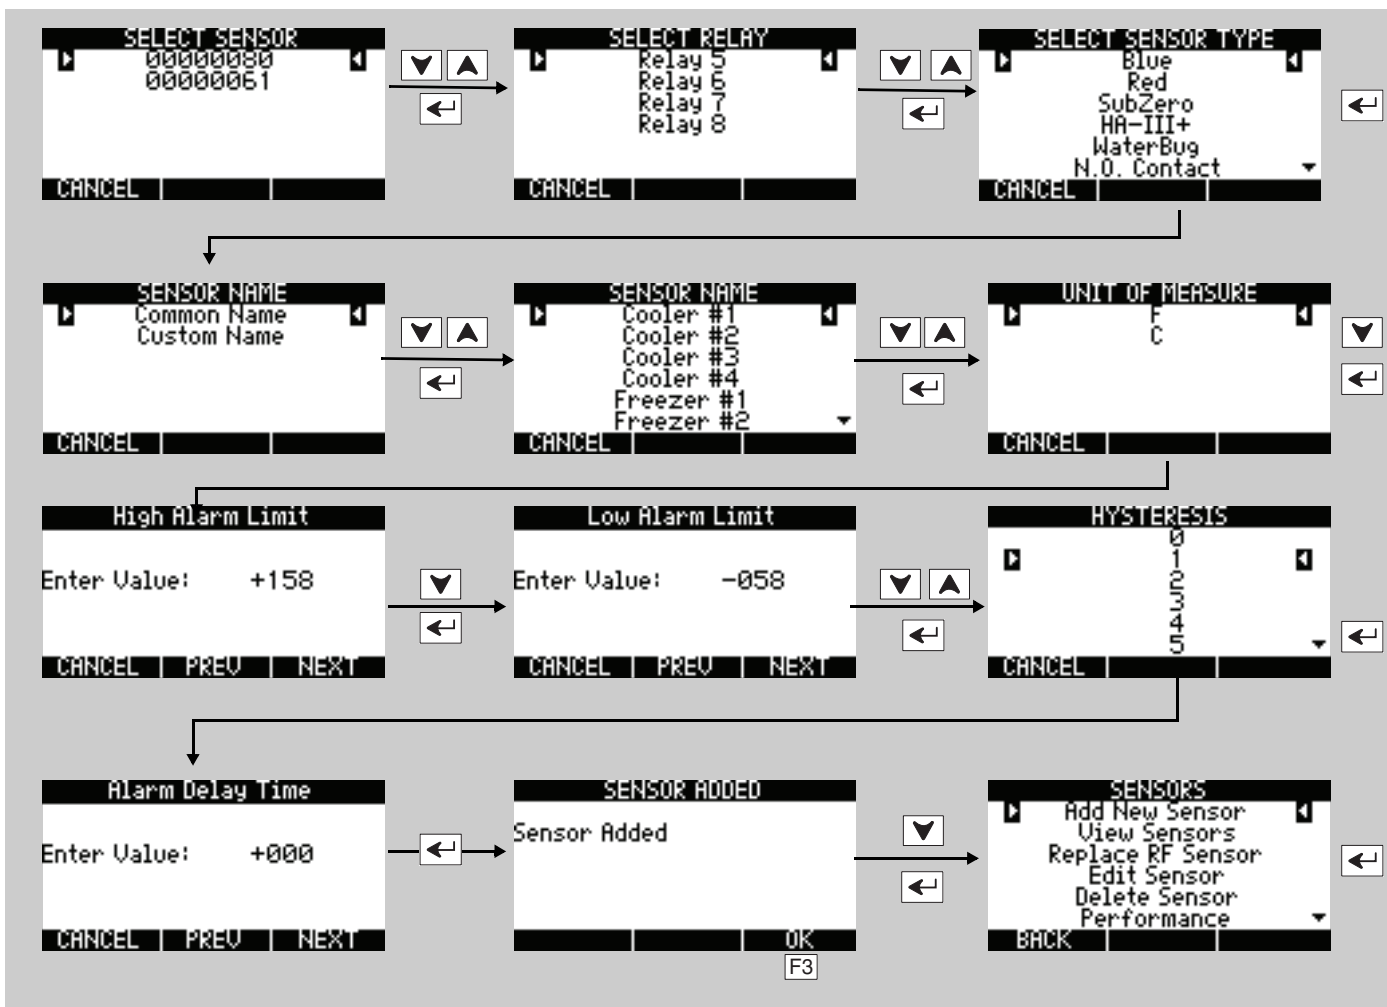 SELECT SENSOR
00000080
00000061
CANCEL
SELECT RELAY
Relay 5
Relay 6
Relay 7
Relay 8
CANCEL
SELECT SENSOR TYPE
Blue
Red
SubZero
HA-III+
WaterBug
N.O. Contact
CANCEL
SENSOR NAME
Common Name
Custom Name
CANCEL
SENSOR NAME
Cooler #1
Cooler #2
Cooler #3
Cooler #4
Freezer #1
Freezer #2
CANCEL
UNIT OF MEASURE
F
C
CANCEL
High Alarm Limit
Enter Value: +158
CANCEL | PREV | NEXT
Low Alarm Limit
Enter Value: -058
CANCEL | PREV | NEXT
HYSTERESIS
0
1
2
3
4
5
CANCEL
Alarm Delay Time
Enter Value: +000
CANCEL | PREV | NEXT
SENSOR ADDED
Sensor Added
OK
F3
SENSORS
Add New Sensor
View Sensors
Replace RF Sensor
Edit Sensor
Delete Sensor
Performance
BACK